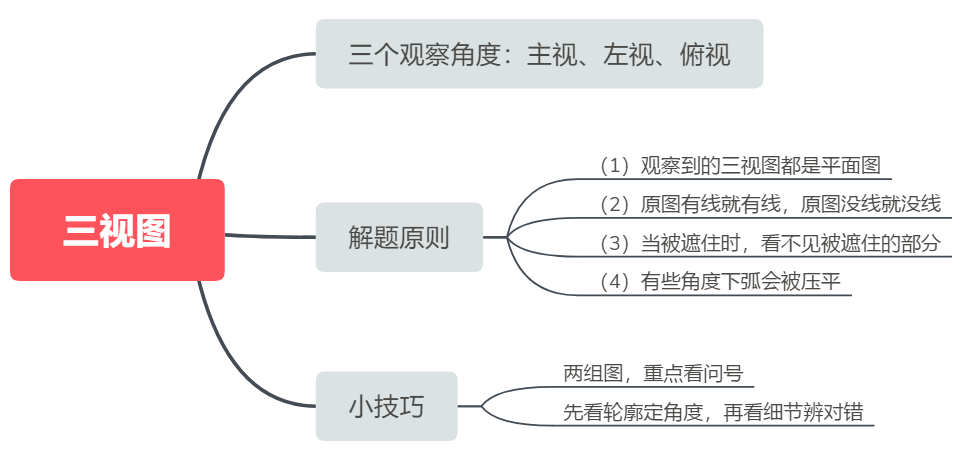 三视图
三个观察角度：主视、左视、俯视
解题原则
（1）观察到的三视图都是平面图
（2）原图有线就有线，原图没线就没线
（3）当被遮住时，看不见被遮住的部分
（4）有些角度下弧会被压平
小技巧
两组图，重点看问号
先看轮廓定角度，再看细节辨对错